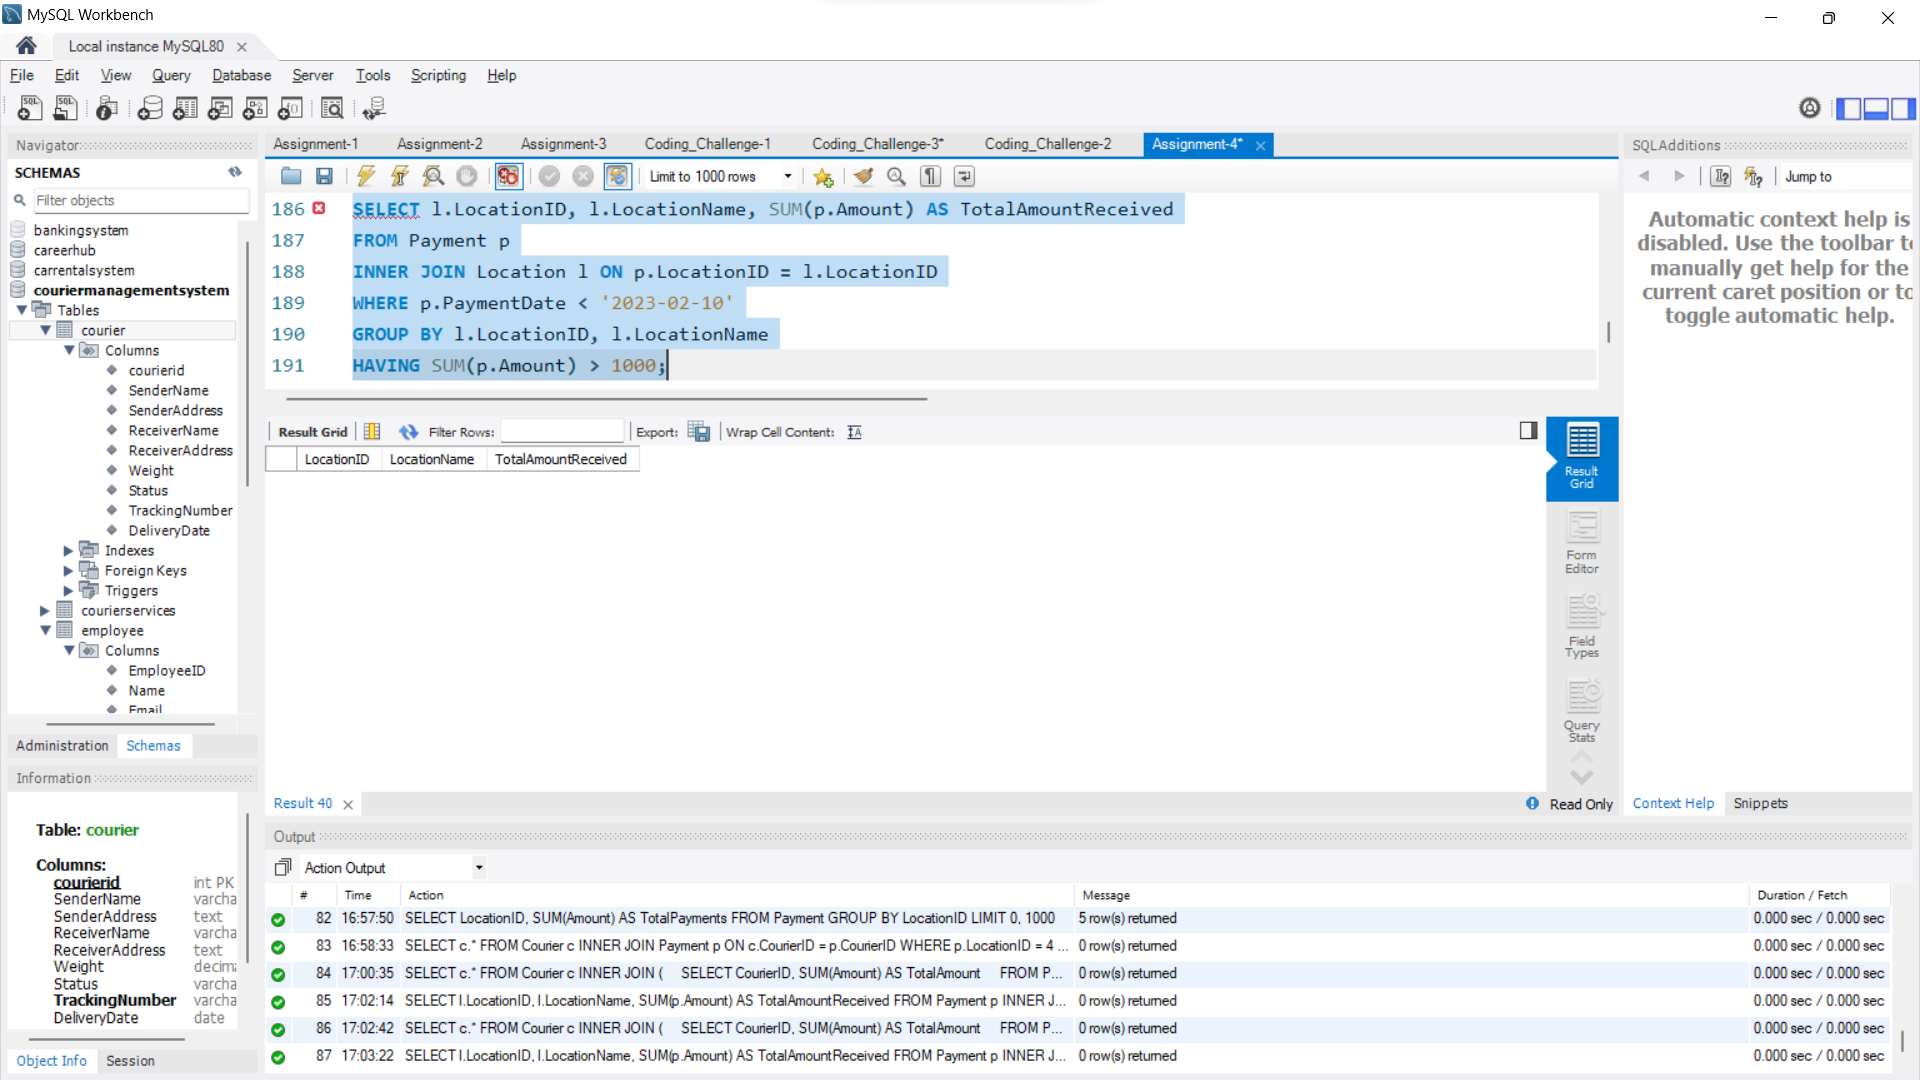 MySQL Workbench
Local instance MySQL80
File Edit View Query Database Server Tools Scripting Help
Navigator
SCHEMAS
Filter objects
bankingsystem
careerhub
carrentalsystem
couriermanagementsystem
Tables
courier
Columns
courierid
SenderName
SenderAddress
ReceiverName
ReceiverAddress
Weight
Status
TrackingNumber
DeliveryDate
Indexes
Foreign Keys
Triggers
courierservices
employee
Columns
EmployeeID
Name
Email
Administration Schemas
Information
Table: courier
Columns:
courierid int PK
SenderName varcha
SenderAddress text
ReceiverName varcha
ReceiverAddress text
Weight decim
Status varcha
TrackingNumber varcha
DeliveryDate date
Object Info Session
Assignment-1 Assignment-2 Assignment-3 Coding_Challenge-1 Coding_Challenge-3* Coding_Challenge-2 Assignment-4*
Limit to 1000 rows
186 SELECT l.LocationID, l.LocationName, SUM(p.Amount) AS TotalAmountReceived
187 FROM Payment p
188 INNER JOIN Location l ON p.LocationID = l.LocationID
189 WHERE p.PaymentDate < '2023-02-10'
190 GROUP BY l.LocationID, l.LocationName
191 HAVING SUM(p.Amount) > 1000;
Result Grid Filter Rows: Export: Wrap Cell Content:
LocationID LocationName TotalAmountReceived
Result
Grid
Form
Editor
Field
Types
Query
Stats
Result 40 Read Only
SQLAdditions
Jump to
Automatic context help is
disabled. Use the toolbar to
manually get help for the
current caret position or to
toggle automatic help.
Context Help Snippets
Output
Action Output
# Time Action Message Duration / Fetch
82 16:57:50 SELECT LocationID, SUM(Amount) AS TotalPayments FROM Payment GROUP BY LocationID LIMIT 0, 1000 5 row(s) returned 0.000 sec / 0.000 sec
83 16:58:33 SELECT c.* FROM Courier c INNER JOIN Payment p ON c.CourierID = p.CourierID WHERE p.LocationID = 4 ... 0 row(s) returned 0.000 sec / 0.000 sec
84 17:00:35 SELECT c.* FROM Courier c INNER JOIN ( SELECT CourierID, SUM(Amount) AS TotalAmount FROM P... 0 row(s) returned 0.000 sec / 0.000 sec
85 17:02:14 SELECT l.LocationID, l.LocationName, SUM(p.Amount) AS TotalAmountReceived FROM Payment p INNER J... 0 row(s) returned 0.000 sec / 0.000 sec
86 17:02:42 SELECT c.* FROM Courier c INNER JOIN ( SELECT CourierID, SUM(Amount) AS TotalAmount FROM P... 0 row(s) returned 0.000 sec / 0.000 sec
87 17:03:22 SELECT l.LocationID, l.LocationName, SUM(p.Amount) AS TotalAmountReceived FROM Payment p INNER J... 0 row(s) returned 0.000 sec / 0.000 sec